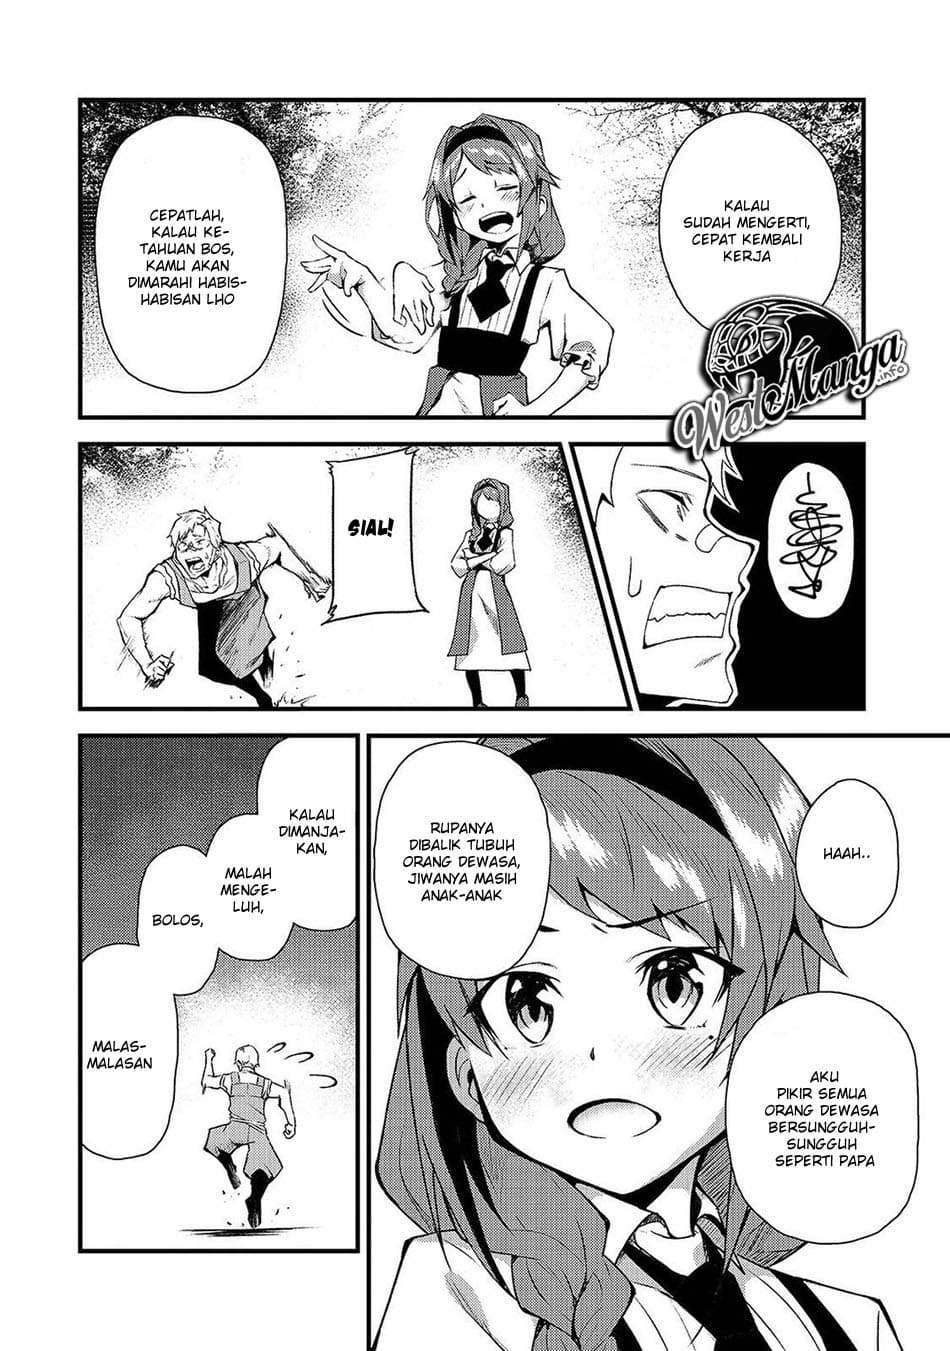 KALAU
SUDAH MENGERTI,
CEPAT KEMBALI
KERJA
CEPATLAH,
KALAU KE-
TAHUAN BOS,
KAMU AKAN
DIMARAHI HABIS-
HABISAN LHO
WestManga
.info
SIAL!
HAAH..
RUPANYA
DIBALIK TUBUH
ORANG DEWASA,
JIWANYA MASIH
ANAK-ANAK
AKU
PIKIR SEMUA
ORANG DEWASA
BERSUNGGUH-
SUNGGUH
SEPERTI PAPA
KALAU
DIMANJA-
KAN,
MALAH
MENGE-
LUH,
BOLOS,
MALAS-
MALASAN